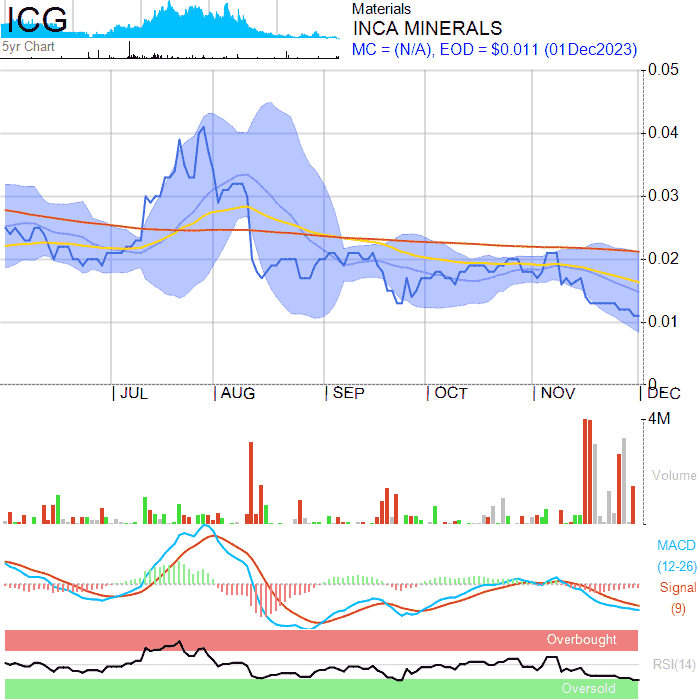 ICG
5yr Chart
Materials
INCA MINERALS
MC = (N/A), EOD = $0.011 (01Dec2023)
0.05
0.04
0.03
0.02
0.01
0
JUL AUG SEP OCT NOV DEC
4M
Volume
MACD
(12-26)
Signal
(9)
Overbought
RSI(14)
Oversold